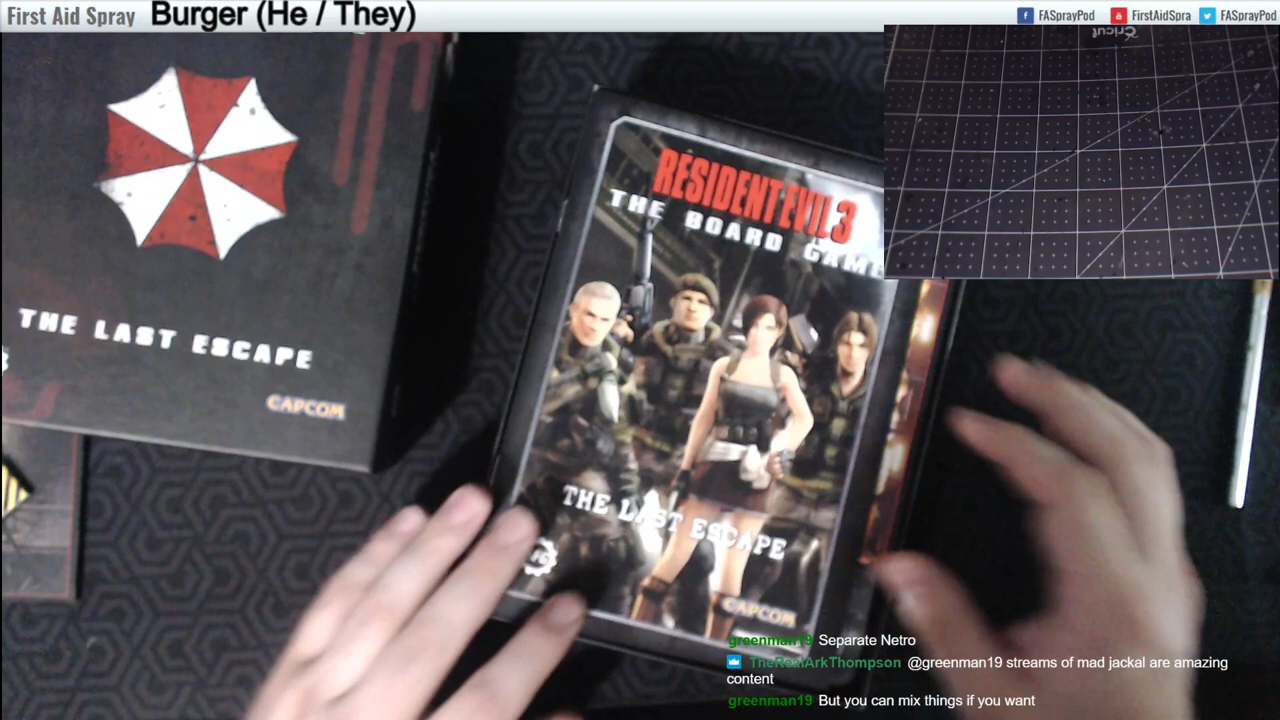 First Aid Spray
Burger (He / They)
FASprayPod
FirstAidSpra
FASprayPod
Cricut
RESIDENT EVIL 3
THE BOARD GAME
THE LAST ESCAPE
CAPCOM
THE LAST ESCAPE
CAPCOM
greenman19 Separate Netro
TheRealArkThompson @greenman19 streams of mad jackal are amazing
content
greenman19 But you can mix things if you want